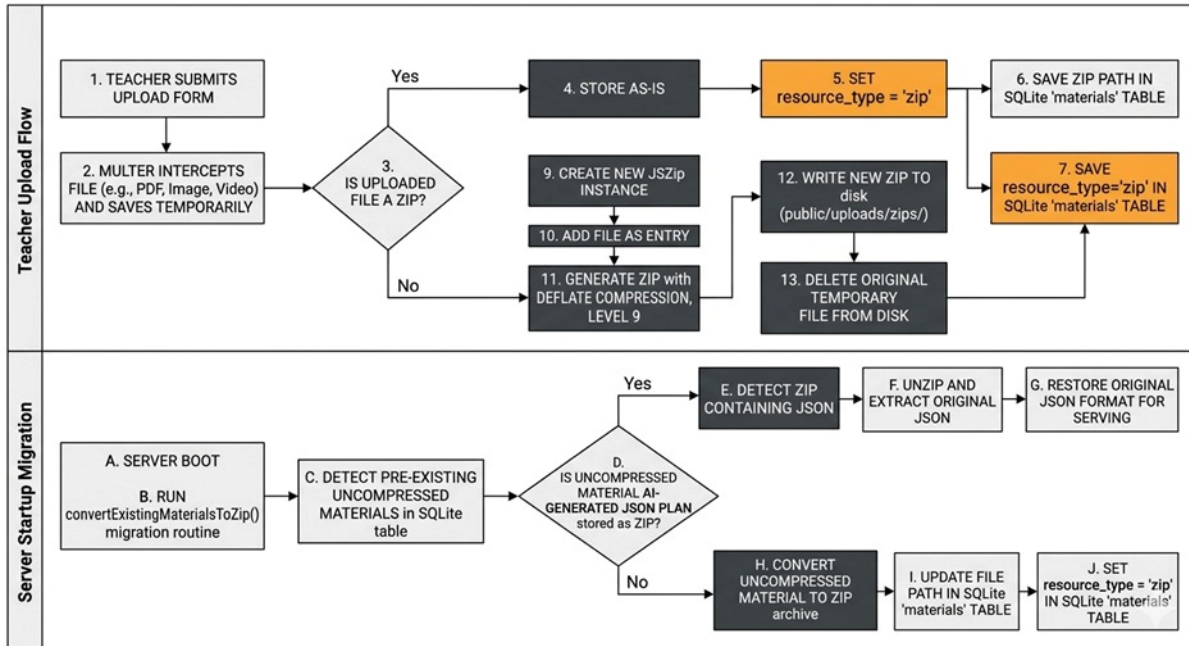 Teacher Upload Flow
1. TEACHER SUBMITS
UPLOAD FORM
2. MULTER INTERCEPTS
FILE (e.g., PDF, Image, Video)
AND SAVES TEMPORARILY
3.
IS UPLOADED
FILE A ZIP?
Yes
No
4. STORE AS-IS
5. SET
resource_type = 'zip'
6. SAVE ZIP PATH IN
SQLite 'materials' TABLE
7. SAVE
resource_type='zip' IN
SQLite 'materials' TABLE
9. CREATE NEW JSZip
INSTANCE
10. ADD FILE AS ENTRY
11. GENERATE ZIP with
DEFLATE COMPRESSION,
LEVEL 9
12. WRITE NEW ZIP TO
disk
(public/uploads/zips/)
13. DELETE ORIGINAL
TEMPORARY
FILE FROM DISK
Server Startup Migration
A. SERVER BOOT
B. RUN
convertExistingMaterialsToZip()
migration routine
C. DETECT PRE-EXISTING
UNCOMPRESSED
MATERIALS in SQLite
table
D.
IS UNCOMPRESSED
MATERIAL AI-
GENERATED JSON PLAN
stored as ZIP?
Yes
No
E. DETECT ZIP
CONTAINING JSON
F. UNZIP AND
EXTRACT ORIGINAL
JSON
G. RESTORE ORIGINAL
JSON FORMAT FOR
SERVING
H. CONVERT
UNCOMPRESSED
MATERIAL TO ZIP
archive
I. UPDATE FILE
PATH IN SQLite
'materials' TABLE
J. SET
resource_type = 'zip'
IN SQLite 'materials'
TABLE